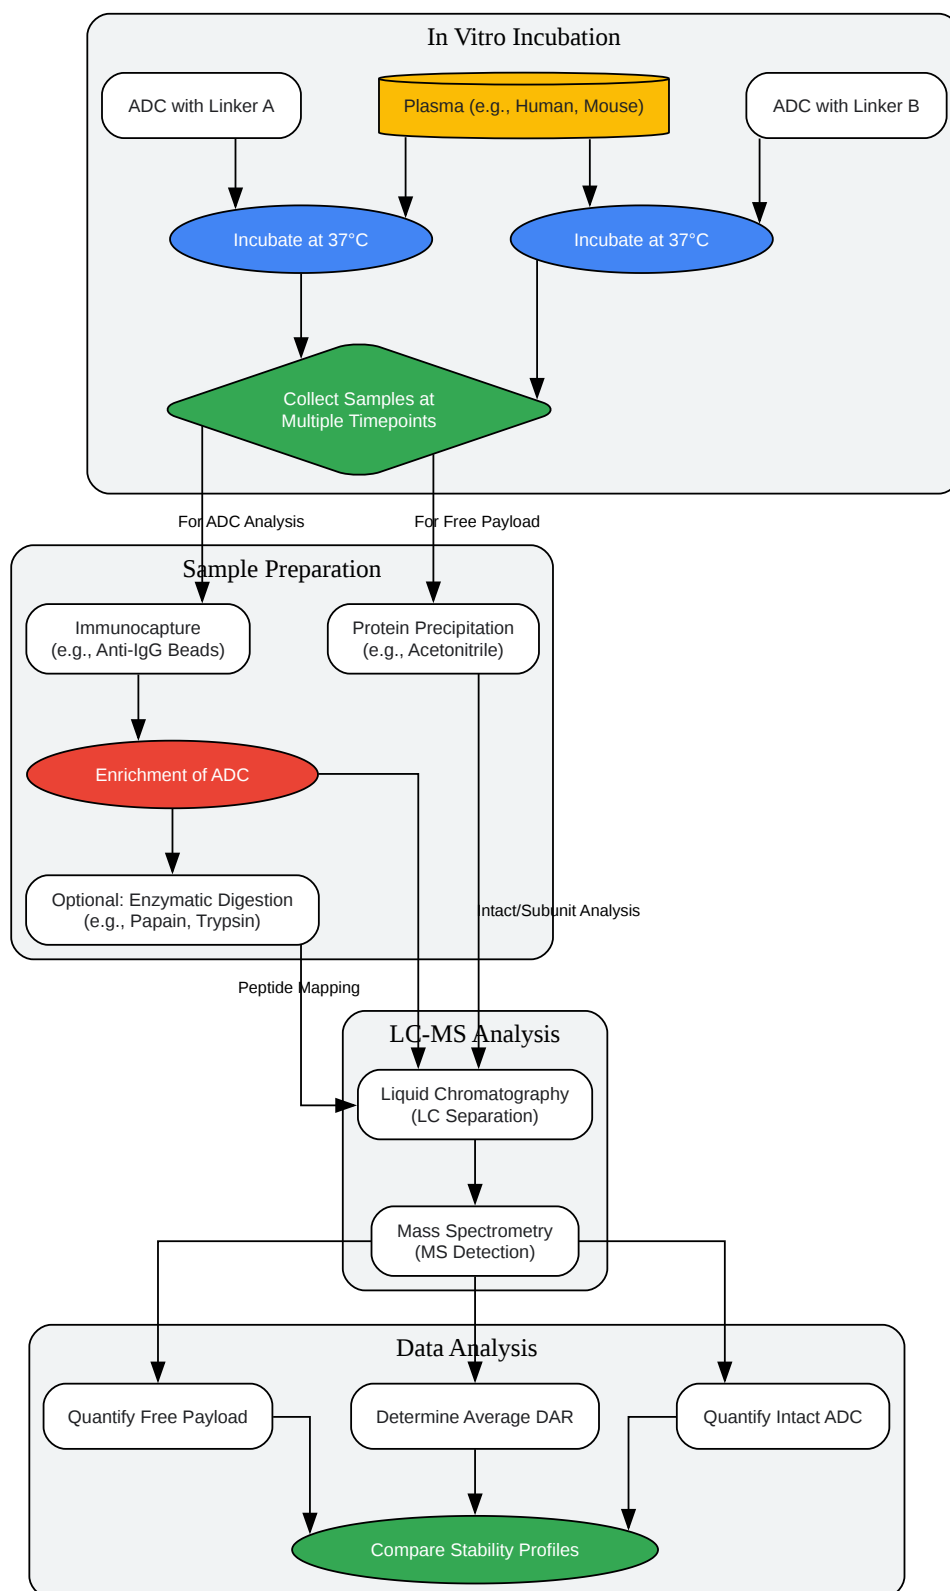 In Vitro Incubation
ADC with Linker A
Plasma (e.g., Human, Mouse)
ADC with Linker B
Incubate at 37°C
Incubate at 37°C
Collect Samples at
Multiple Timepoints
For ADC Analysis
For Free Payload
Sample Preparation
Immunocapture
(e.g., Anti-IgG Beads)
Protein Precipitation
(e.g., Acetonitrile)
Enrichment of ADC
Optional: Enzymatic Digestion
(e.g., Papain, Trypsin)
Intact/Subunit Analysis
Peptide Mapping
LC-MS Analysis
Liquid Chromatography
(LC Separation)
Mass Spectrometry
(MS Detection)
Data Analysis
Quantify Free Payload
Determine Average DAR
Quantify Intact ADC
Compare Stability Profiles